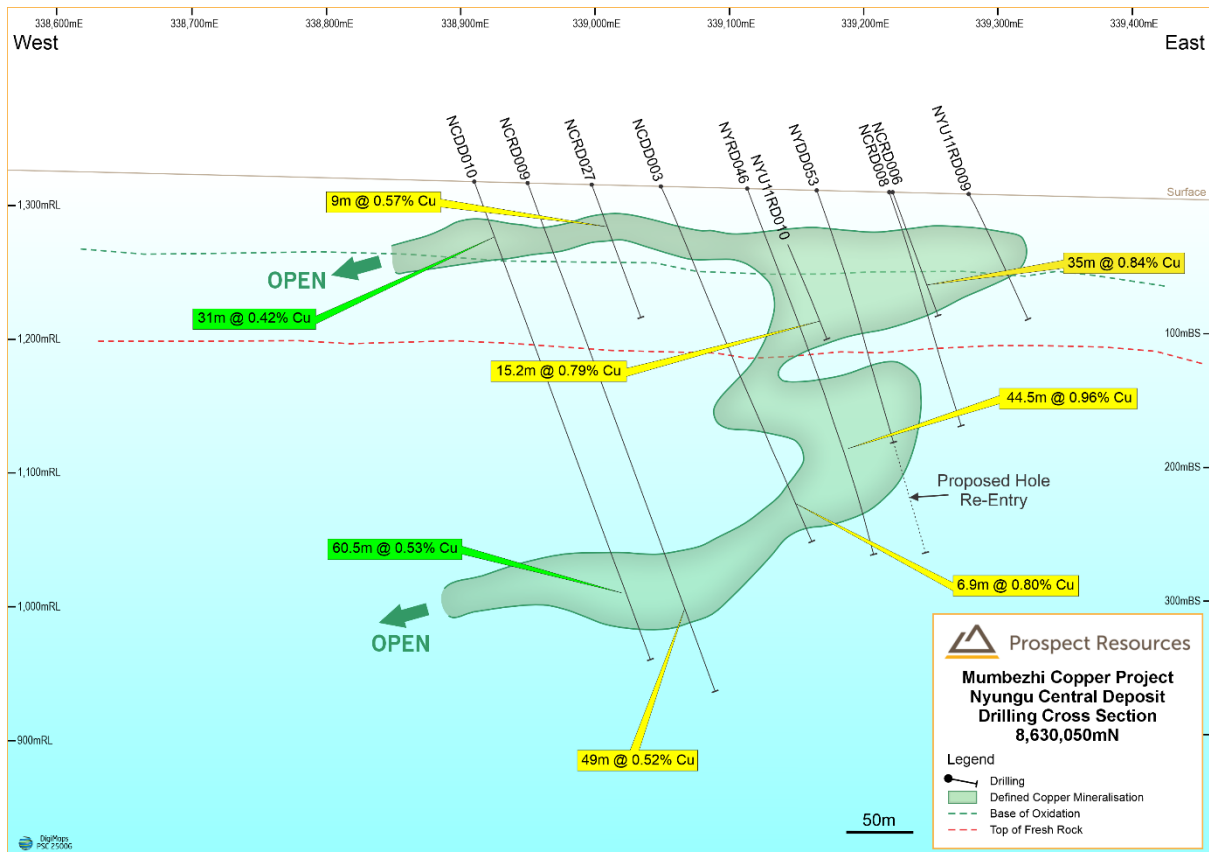 338,600mE
338,700mE
338,800mE
338,900mE
339,000mE
339,100mE
339,200mE
339,300mE
339,400mE
West
East
NCDD010
NCRD009
NCRD027
NCDD003
NYRD046
NYU11RD010
NYDD053
NCRD08
NCRD006
NYU11RD009
Surface
1,300mRL
9m @ 0.57% Cu
OPEN
35m @ 0.84% Cu
31m @ 0.42% Cu
1,200mRL
100mBS
15.2m @ 0.79% Cu
44.5m @ 0.96% Cu
1,100mRL
200mBS
Proposed Hole
Re-Entry
60.5m @ 0.53% Cu
6.9m @ 0.80% Cu
1,000mRL
300mBS
OPEN
900mRL
49m @ 0.52% Cu
Prospect Resources
Mumbezhi Copper Project
Nyungu Central Deposit
Drilling Cross Section
8,630,050mN
Legend
Drilling
Defined Copper Mineralisation
Base of Oxidation
Top of Fresh Rock
50m
DigiMaps
PSC 25006